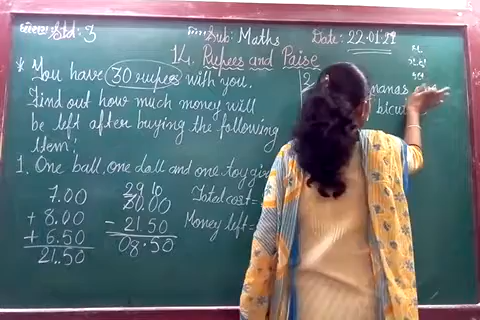 Std: 3
Sub: Maths
Date: 22.01.21
14. Rupees and Paise
* You have 30 rupees with you.
Find out how much money will
be left after buying the following
item:
1. One ball, one doll and one toy
7.00
+ 8.00
+ 6.50
21.50
29 10
30.00
- 21.50
08.50
Total cost =
Money left =
2